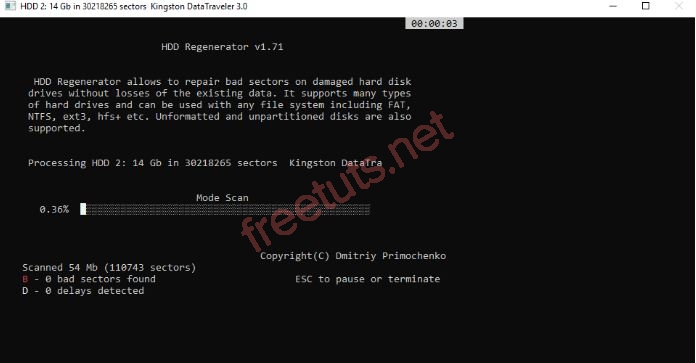 HDD 2: 14 Gb in 30218265 sectors Kingston DataTraveler 3.0
00:00:03
HDD Regenerator v1.71
HDD Regenerator allows to repair bad sectors on damaged hard disk
drives without losses of the existing data. It supports many types
of hard drives and can be used with any file system including FAT,
NTFS, ext3, hfs+ etc. Unformatted and unpartitioned disks are also
supported.
Processing HDD 2: 14 Gb in 30218265 sectors Kingston DataTra
Mode Scan
0.36%
freetuts.net
Copyright(C) Dmitriy Primochenko
Scanned 54 Mb (110743 sectors)
B - 0 bad sectors found ESC to pause or terminate
D - 0 delays detected